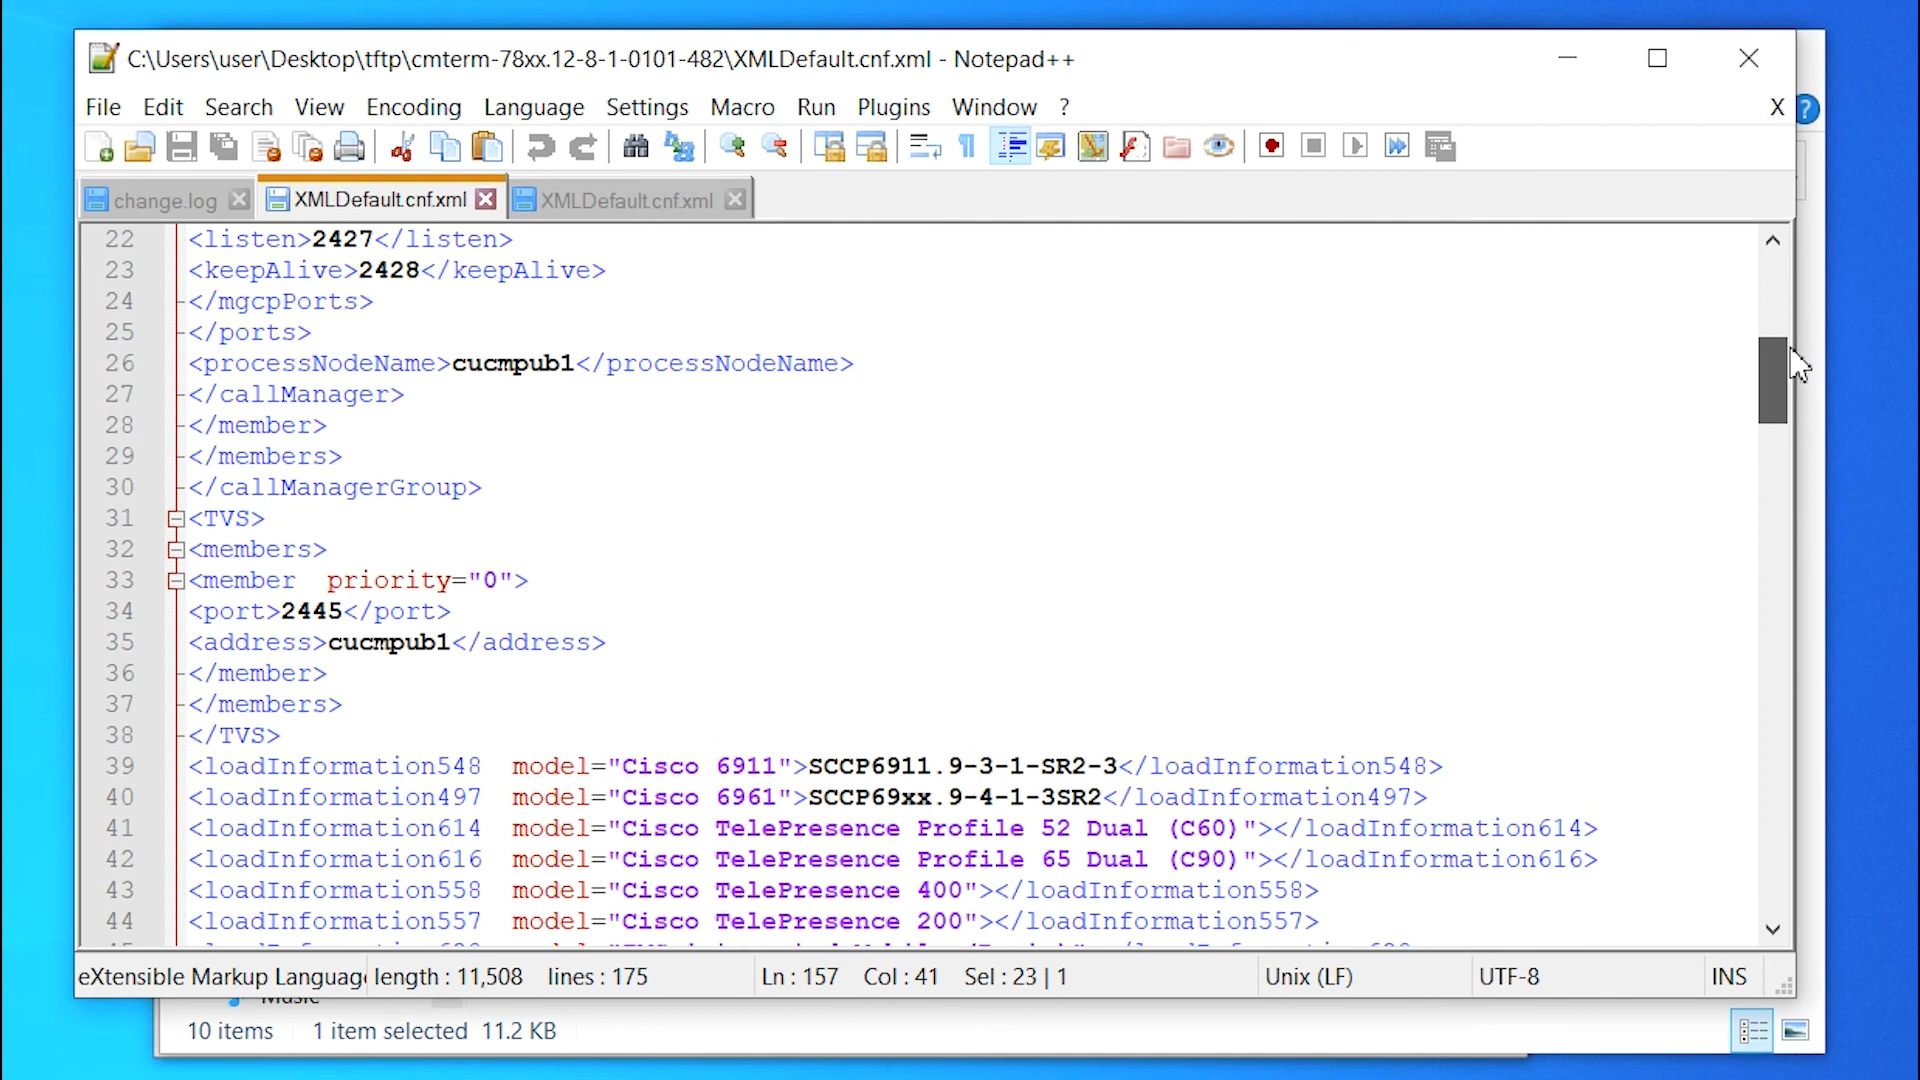 C:\Users\user\Desktop\tftp\cmterm-78xx.12-8-1-0101-482\XMLDefault.cnf.xml - Notepad++
File Edit Search View Encoding Language Settings Macro Run Plugins Window ? X
change.log XMLDefault.cnf.xml XMLDefault.cnf.xml
22 <listen>2427</listen>
23 <keepAlive>2428</keepAlive>
24 </mgcpPorts>
25 </ports>
26 <processNodeName>cucmpub1</processNodeName>
27 </callManager>
28 </member>
29 </members>
30 </callManagerGroup>
31 <TVS>
32 <members>
33 <member  priority="0">
34 <port>2445</port>
35 <address>cucmpub1</address>
36 </member>
37 </members>
38 </TVS>
39 <loadInformation548  model="Cisco 6911">SCCP6911.9-3-1-SR2-3</loadInformation548>
40 <loadInformation497  model="Cisco 6961">SCCP69xx.9-4-1-3SR2</loadInformation497>
41 <loadInformation614  model="Cisco TelePresence Profile 52 Dual (C60)"></loadInformation614>
42 <loadInformation616  model="Cisco TelePresence Profile 65 Dual (C90)"></loadInformation616>
43 <loadInformation558  model="Cisco TelePresence 400"></loadInformation558>
44 <loadInformation557  model="Cisco TelePresence 200"></loadInformation557>
eXtensible Markup Languag length : 11,508 lines : 175 Ln : 157 Col : 41 Sel : 23 | 1 Unix (LF) UTF-8 INS
Music
10 items 1 item selected 11.2 KB